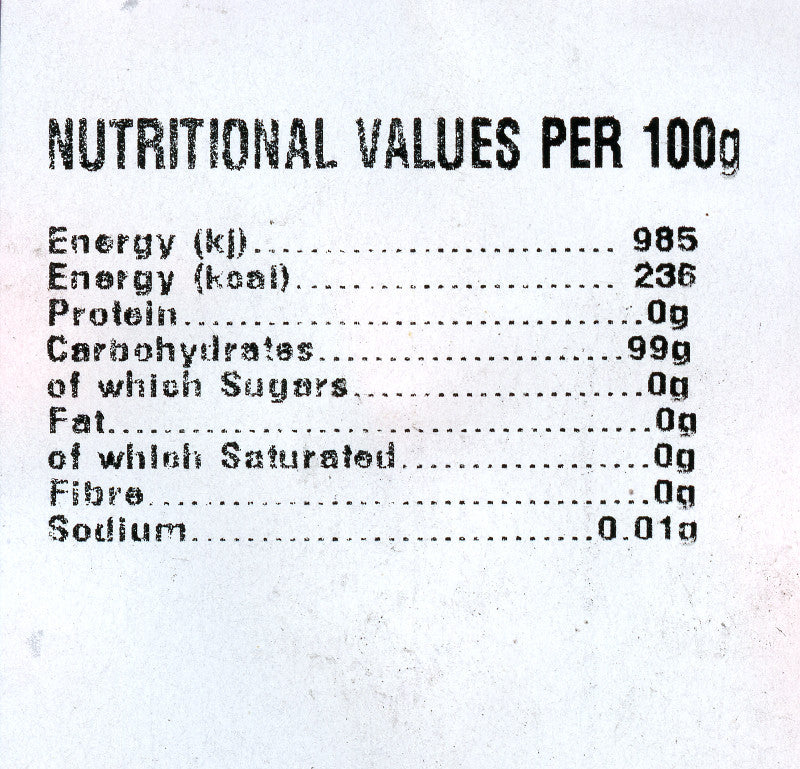 NUTRITIONAL VALUES PER 100g
Energy (kj)............................ 985
Energy (kcal)......................... 236
Protein....................................0g
Carbohydrates........................99g
of which Sugars.......................0g
Fat..........................................0g
of which Saturated...................0g
Fibre.......................................0g
Sodium..............................0.01g